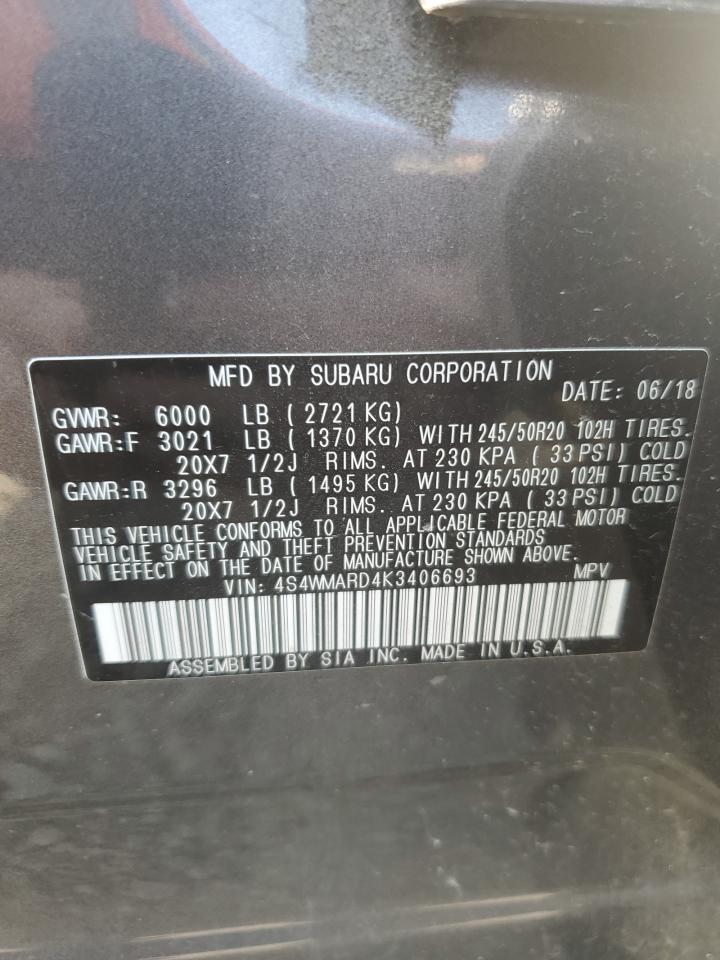 MFD BY SUBARU CORPORATION DATE: 06/18
GVWR: 6000 LB ( 2721 KG)
GAWR:F 3021 LB ( 1370 KG) WITH 245/50R20 102H TIRES.
20X7 1/2J RIMS. AT 230 KPA ( 33 PSI) COLD
GAWR:R 3296 LB ( 1495 KG) WITH 245/50R20 102H TIRES.
20X7 1/2J RIMS. AT 230 KPA ( 33 PSI) COLD
THIS VEHICLE CONFORMS TO ALL APPLICABLE FEDERAL MOTOR
VEHICLE SAFETY AND THEFT PREVENTION STANDARDS
IN EFFECT ON THE DATE OF MANUFACTURE SHOWN ABOVE.
VIN: 4S4WMARD4K3406693 MPV
ASSEMBLED BY SIA INC. MADE IN U.S.A.